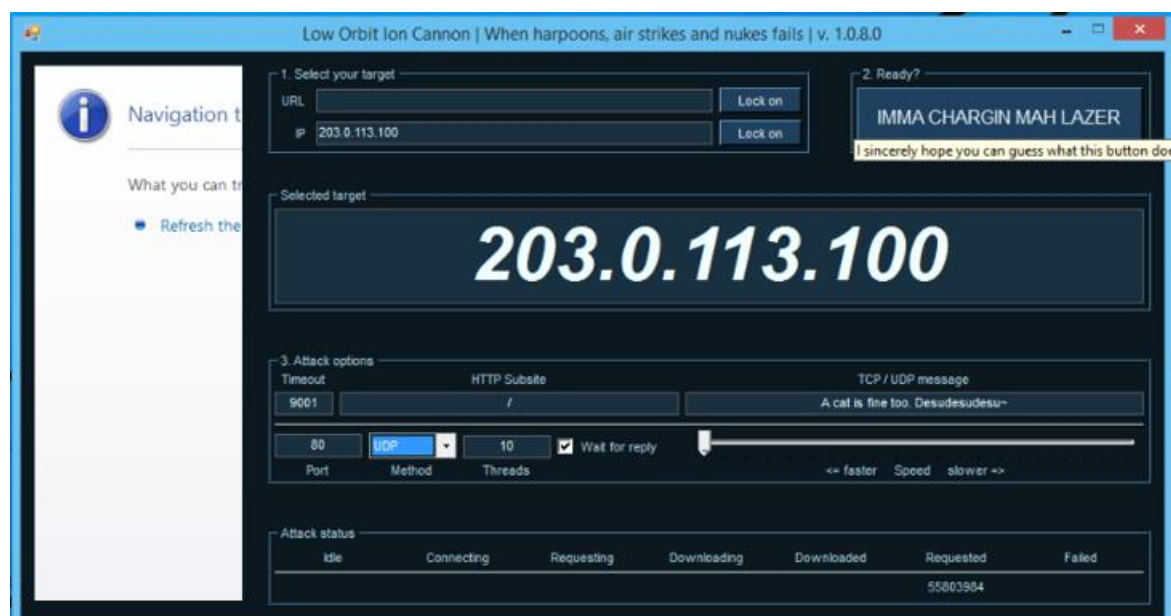 Low Orbit Ion Cannon | When harpoons, air strikes and nukes fails | v. 1.0.8.0
Navigation t
What you can tr
Refresh the
1. Select your target
URL
Lock on
IP 203.0.113.100
Lock on
2. Ready?
IMMA CHARGIN MAH LAZER
I sincerely hope you can guess what this button doe
Selected target
203.0.113.100
3. Attack options
Timeout HTTP Subsite TCP / UDP message
9001 / A cat is fine too. Desudesudesu~
80 UDP 10 Wait for reply
Port Method Threads <= faster Speed slower =>
Attack status
Idle Connecting Requesting Downloading Downloaded Requested Failed
55803984